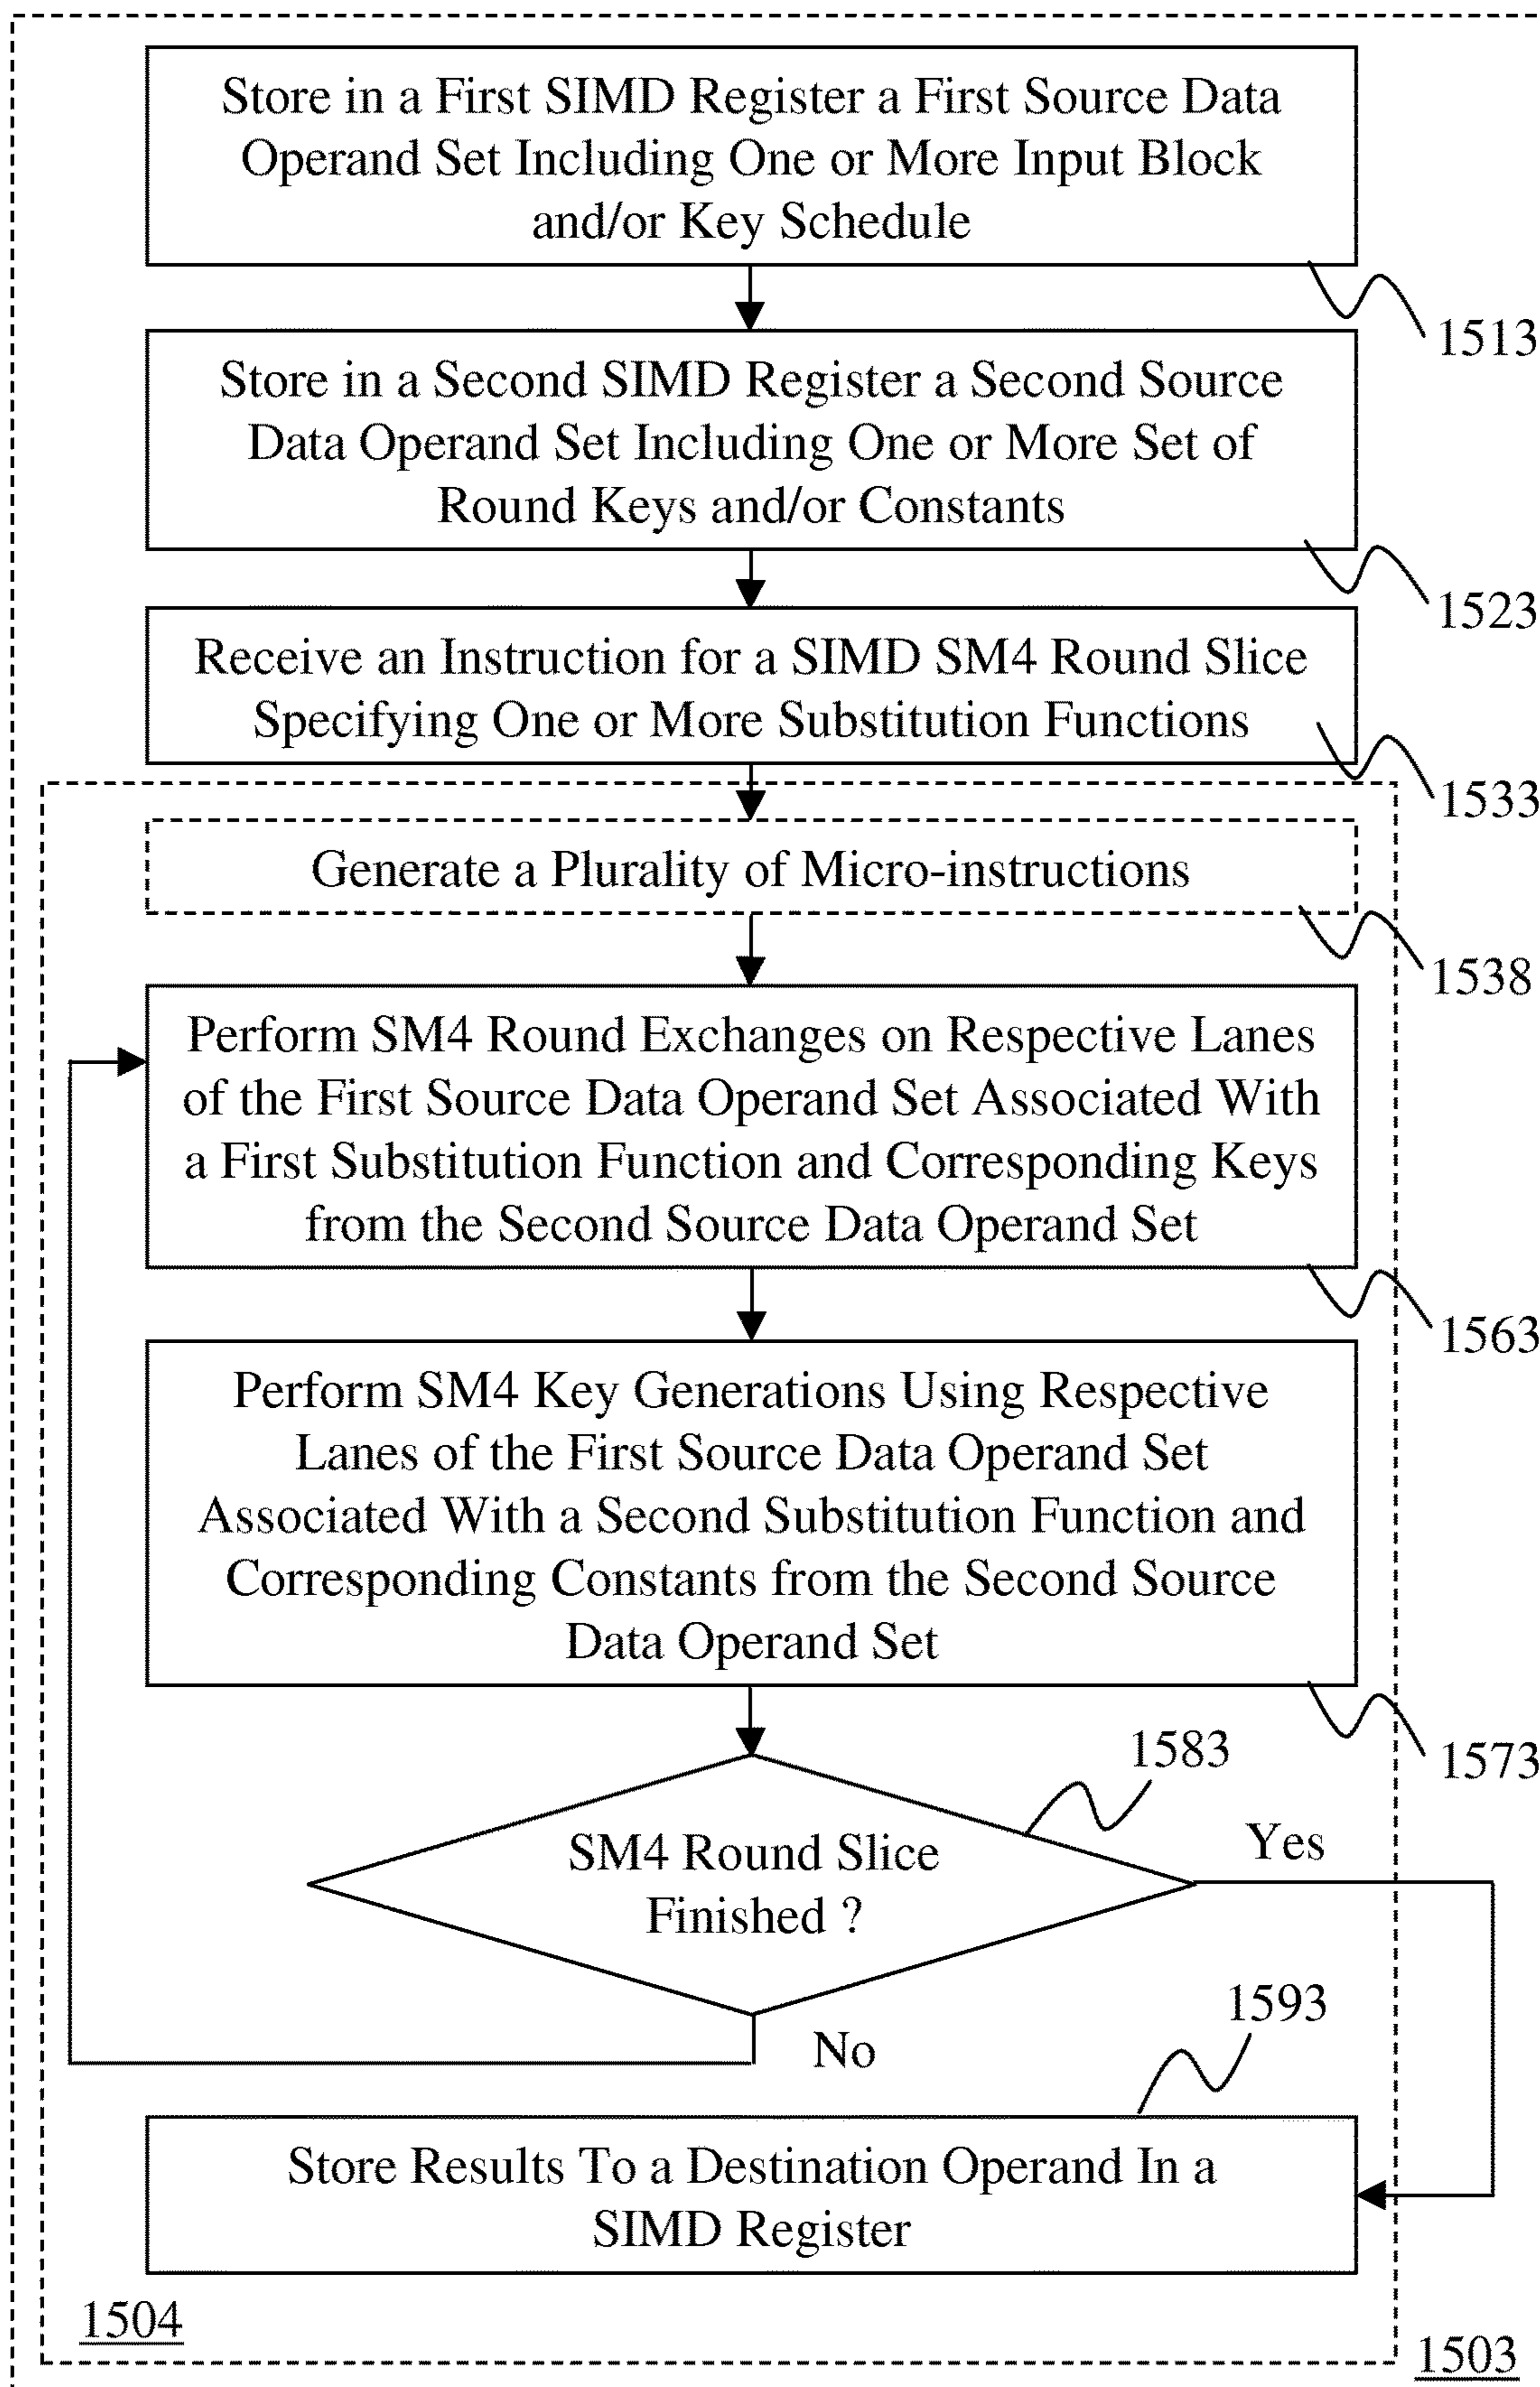 Store in a First SIMD Register a First Source Data
Operand Set Including One or More Input Block
and/or Key Schedule
1513
Store in a Second SIMD Register a Second Source
Data Operand Set Including One or More Set of
Round Keys and/or Constants
1523
Receive an Instruction for a SIMD SM4 Round Slice
Specifying One or More Substitution Functions
1533
Generate a Plurality of Micro-instructions
1538
Perform SM4 Round Exchanges on Respective Lanes
of the First Source Data Operand Set Associated With
a First Substitution Function and Corresponding Keys
from the Second Source Data Operand Set
1563
Perform SM4 Key Generations Using Respective
Lanes of the First Source Data Operand Set
Associated With a Second Substitution Function and
Corresponding Constants from the Second Source
Data Operand Set
1573
1583
SM4 Round Slice
Finished ?
Yes
No
1593
Store Results To a Destination Operand In a
SIMD Register
1504
1503